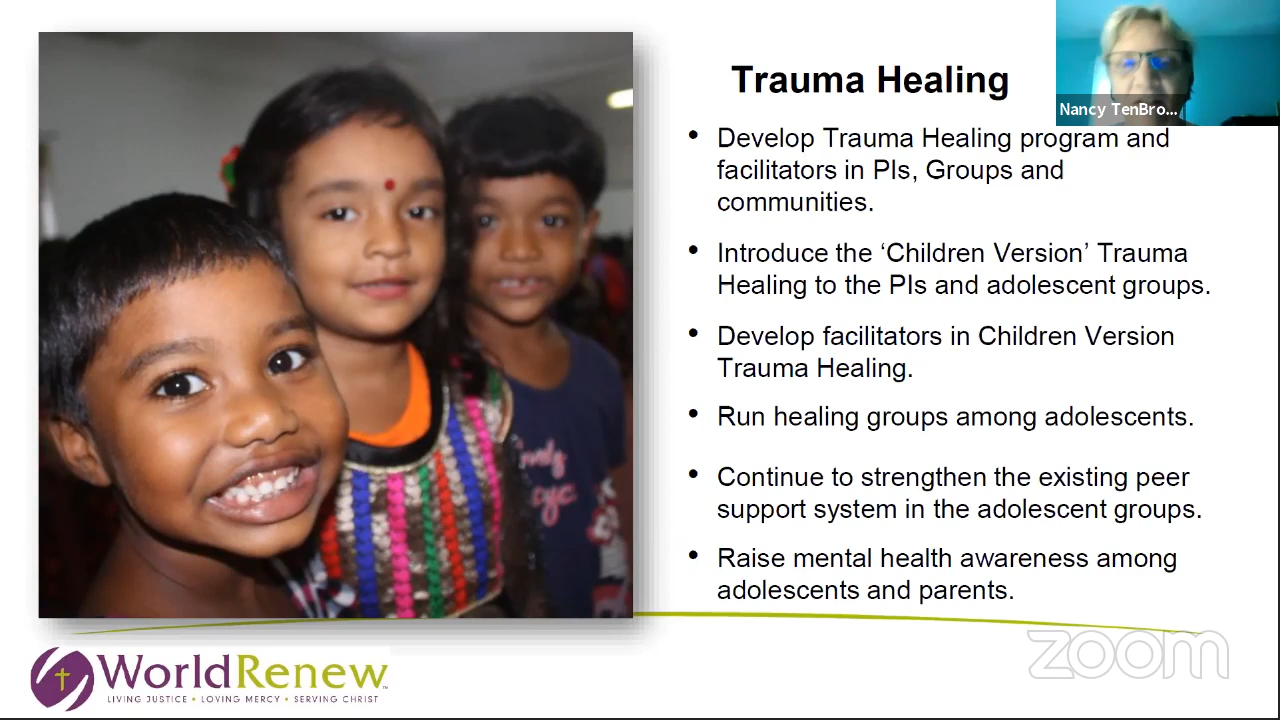 Trauma Healing
Nancy TenBro...
• Develop Trauma Healing program and
facilitators in PIs, Groups and
communities.
• Introduce the ‘Children Version’ Trauma
Healing to the PIs and adolescent groups.
• Develop facilitators in Children Version
Trauma Healing.
• Run healing groups among adolescents.
• Continue to strengthen the existing peer
support system in the adolescent groups.
• Raise mental health awareness among
adolescents and parents.
WorldRenew™
LIVING JUSTICE • LOVING MERCY • SERVING CHRIST
zoom